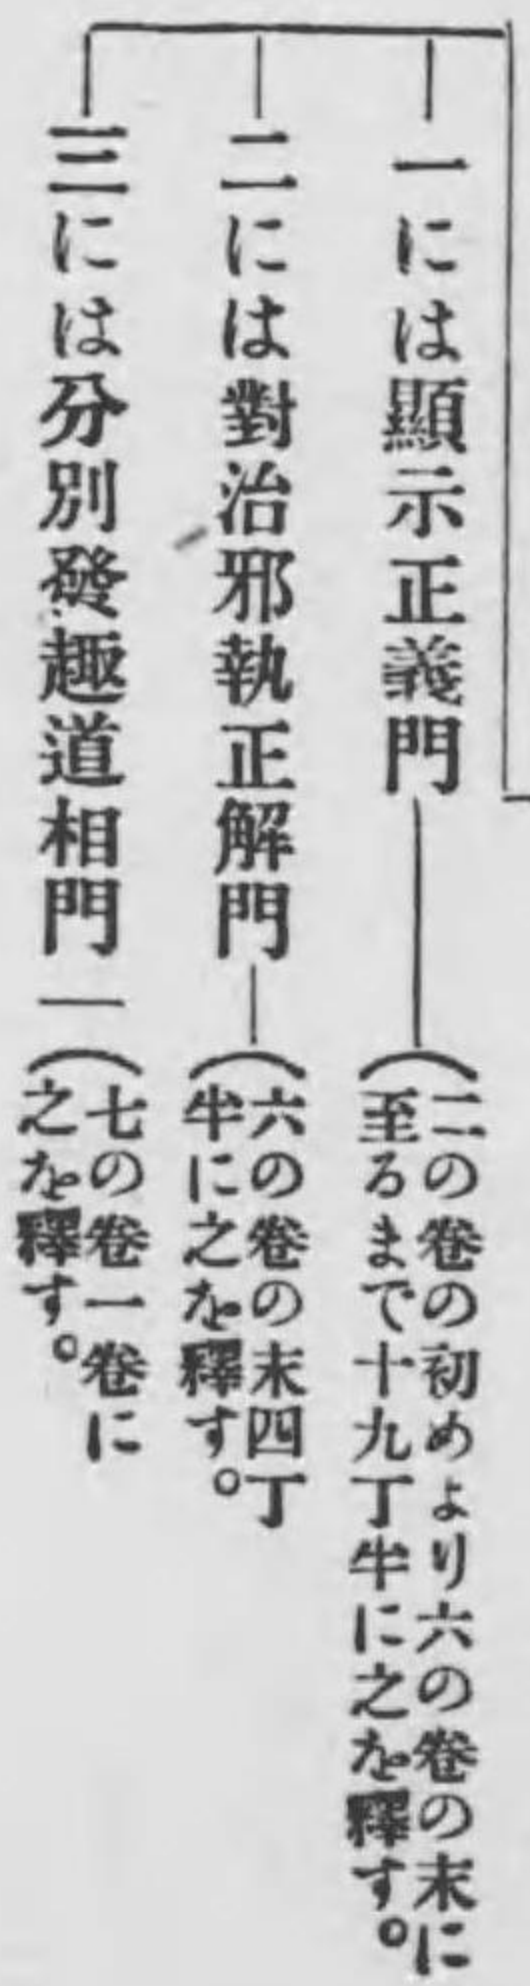 一には顯示正義門
二の卷の初めより六の卷の末に
至るまで十九丁半に之を釋す。
二には對治邪執正解門
六の卷の末四丁
半に之を釋す。
三には分別發趣道相門
七の卷一卷に
之を釋す。